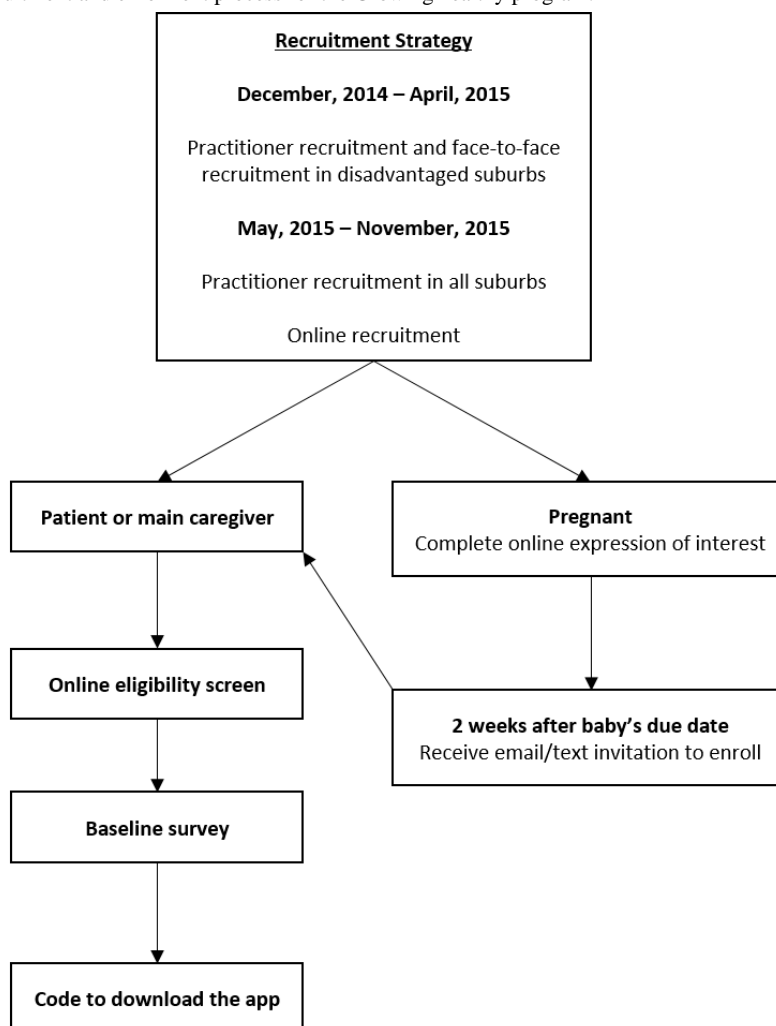 Recruitment Strategy
December, 2014 – April, 2015
Practitioner recruitment and face-to-face
recruitment in disadvantaged suburbs
May, 2015 – November, 2015
Practitioner recruitment in all suburbs
Online recruitment
Patient or main caregiver
Pregnant
Complete online expression of interest
Online eligibility screen
2 weeks after baby's due date
Receive email/text invitation to enroll
Baseline survey
Code to download the app